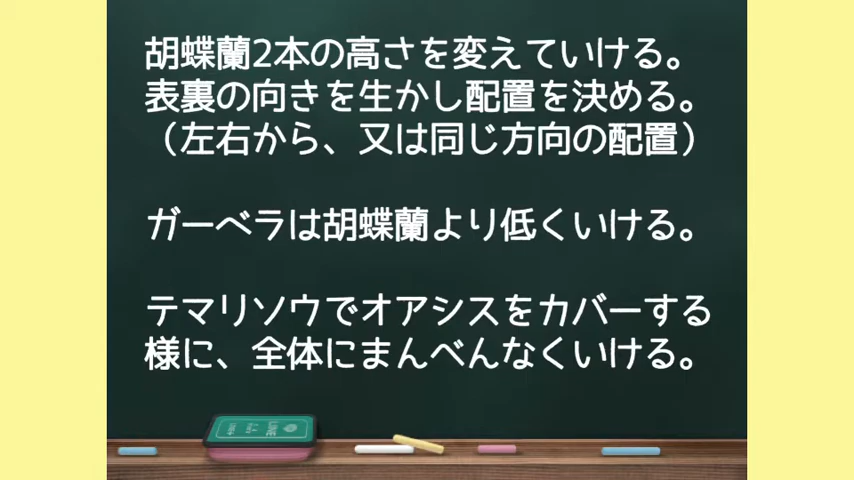 胡蝶蘭2本の高さを変えていける。
表裏の向きを生かし配置を決める。
（左右から、又は同じ方向の配置）
ガーベラは胡蝶蘭より低くいける。
テマリソウでオアシスをカバーする
様に、全体にまんべんなくいける。